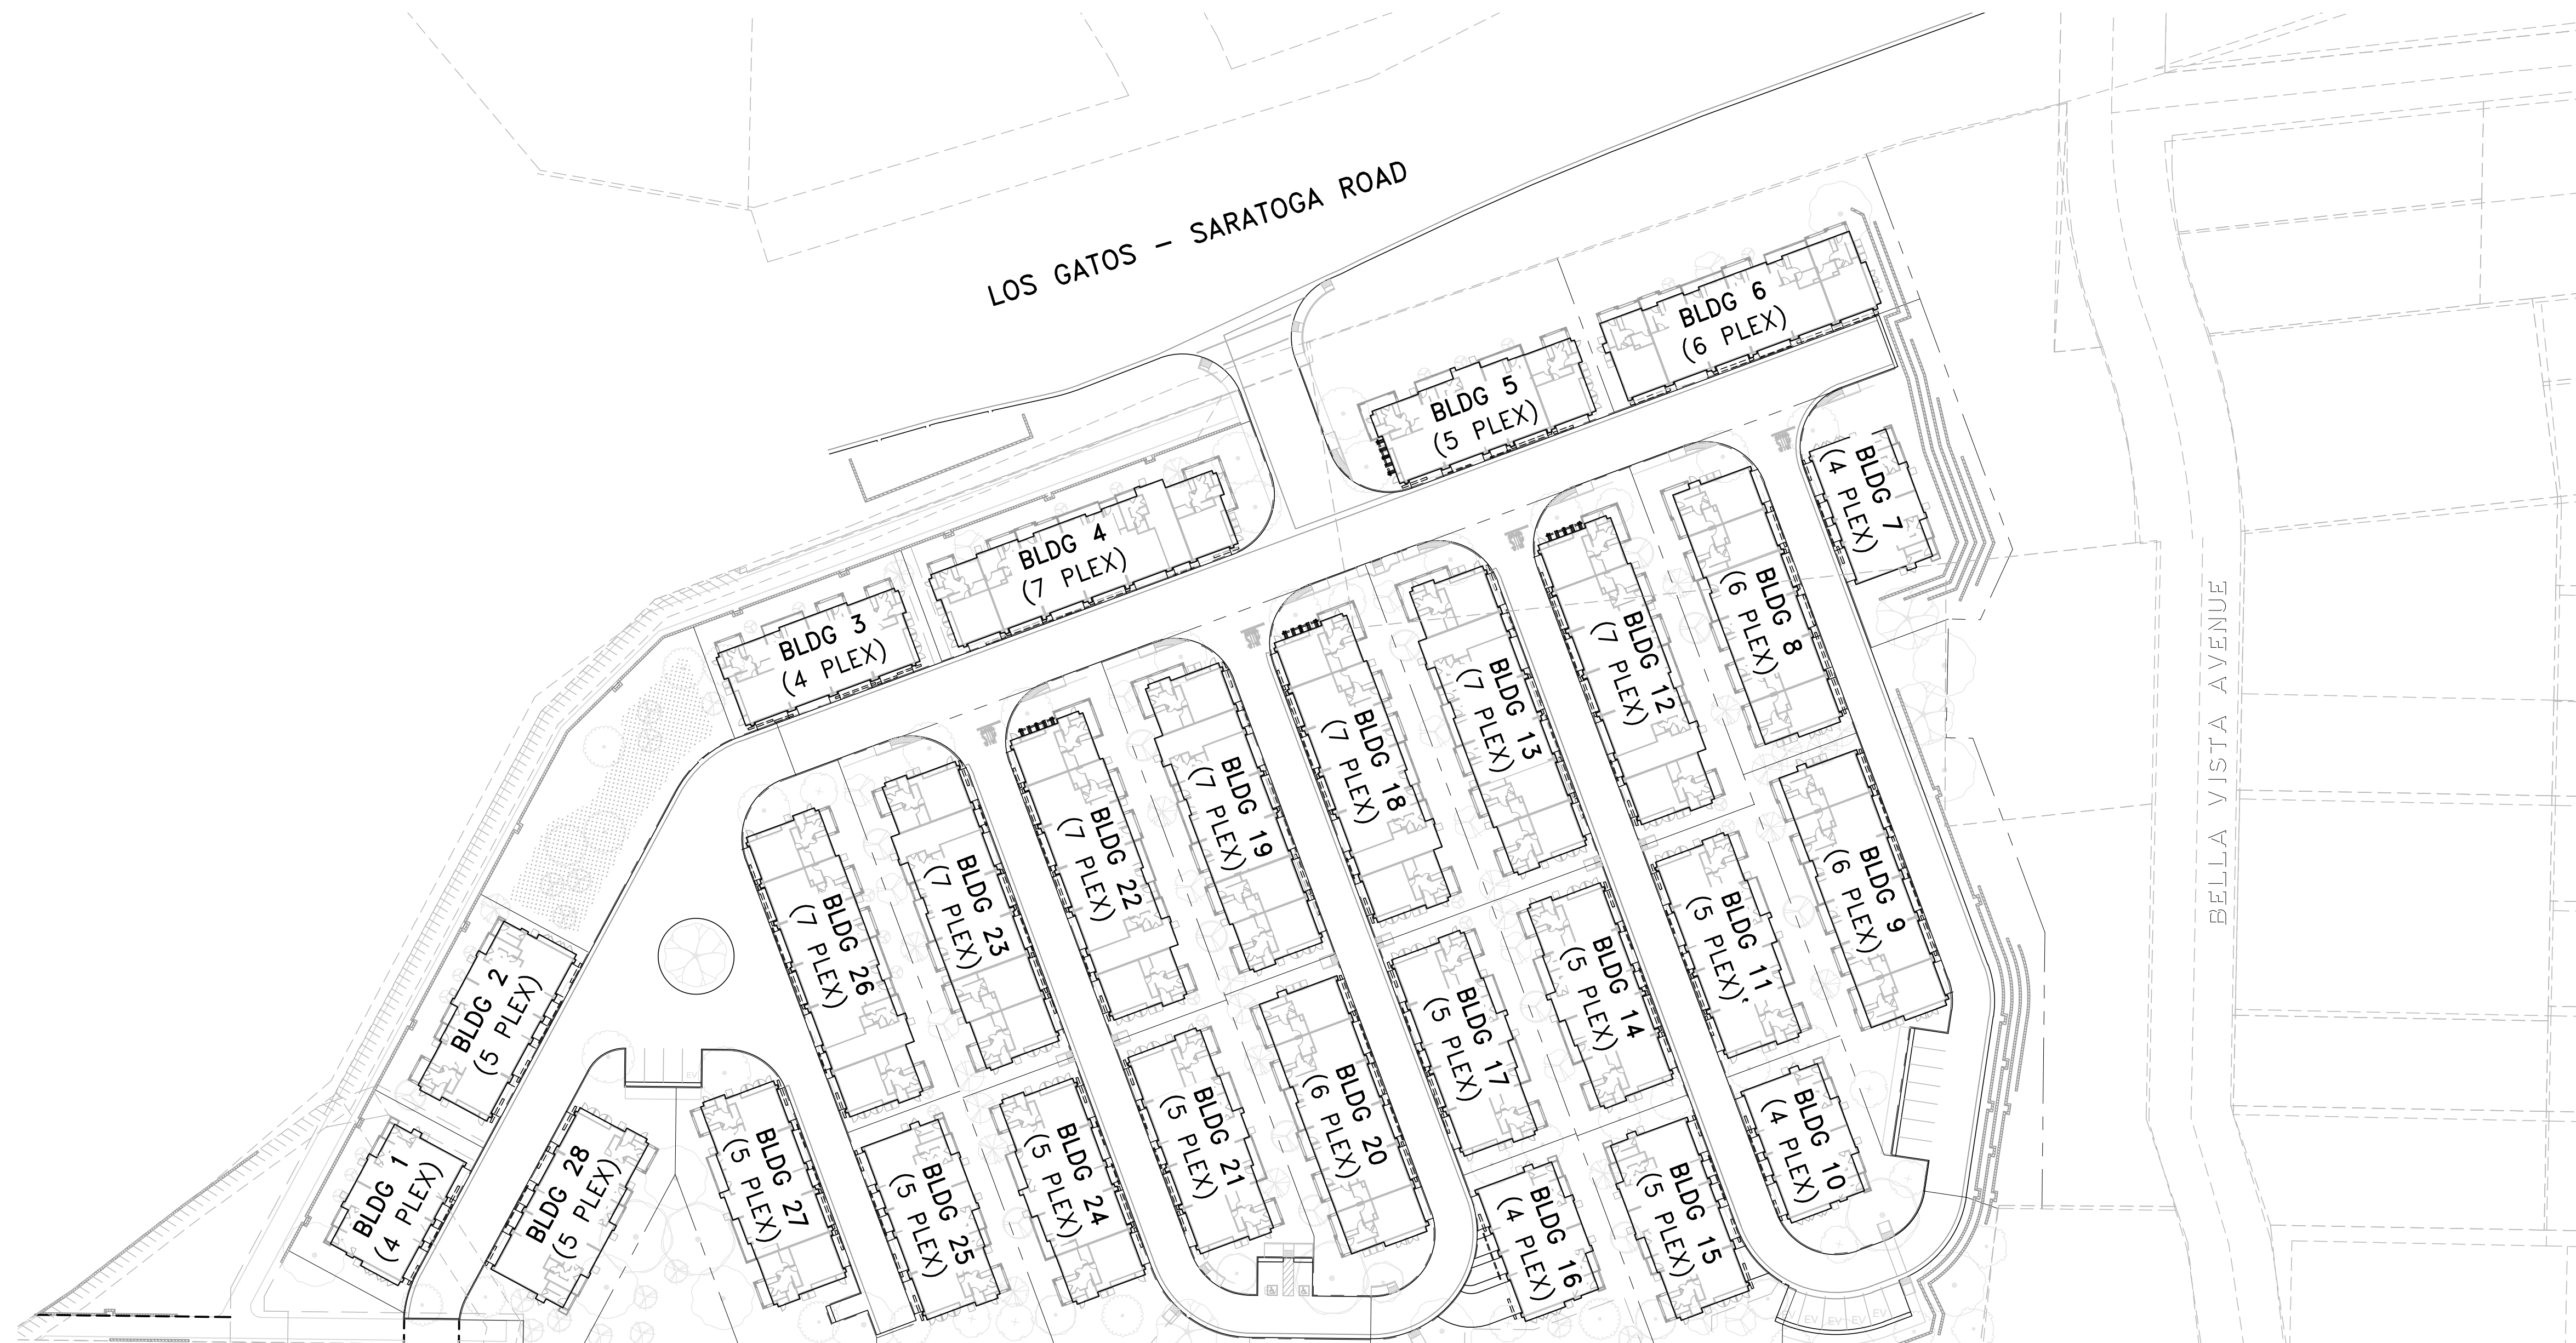 LOS GATOS – SARATOGA ROAD
BLDG 6
(6 PLEX)
BLDG 5
(5 PLEX)
BLDG 7
(4 PLEX)
BLDG 4
(7 PLEX)
BLDG 3
(4 PLEX)
BLDG 8
(6 PLEX)
BLDG 12
(7 PLEX)
BLDG 13
(7 PLEX)
BLDG 18
(7 PLEX)
BLDG 19
(7 PLEX)
BLDG 22
(7 PLEX)
BLDG 23
(7 PLEX)
BLDG 26
(7 PLEX)
BELLA VISTA AVENUE
BLDG 9
(6 PLEX)
BLDG 11
(5 PLEX)
BLDG 14
(5 PLEX)
BLDG 17
(5 PLEX)
BLDG 20
(6 PLEX)
BLDG 21
(5 PLEX)
BLDG 24
(5 PLEX)
BLDG 25
(5 PLEX)
BLDG 2
(5 PLEX)
EV
BLDG 27
(5 PLEX)
BLDG 28
(5 PLEX)
BLDG 1
(4 PLEX)
BLDG 10
(4 PLEX)
BLDG 15
(5 PLEX)
BLDG 16
(4 PLEX)
EV
EV
EV
EV